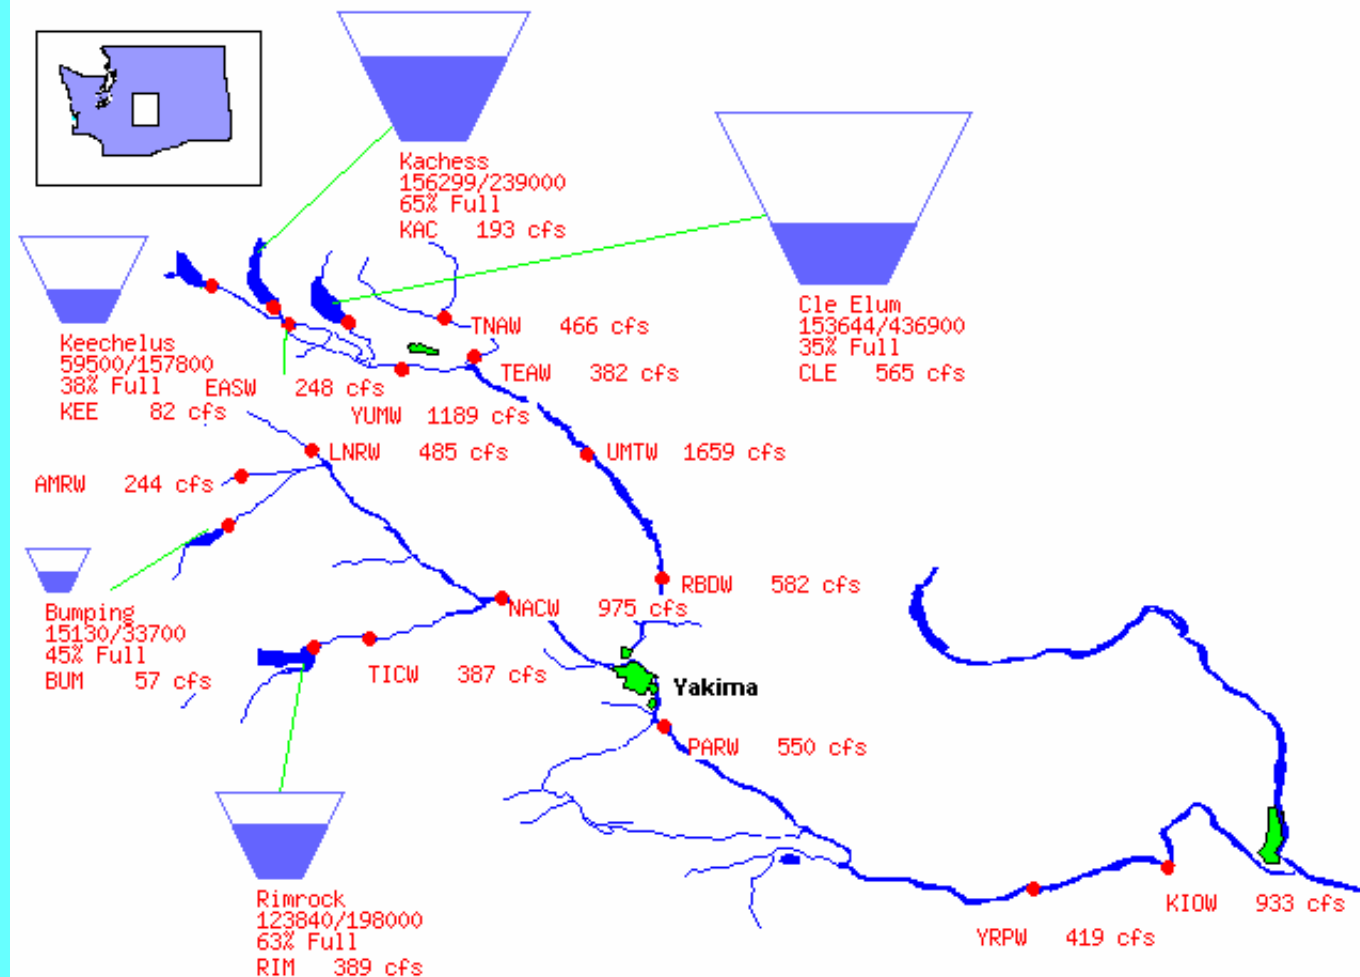 Kachess
156299/239000
65% Full
KAC 193 cfs
Cle Elum
153644/436900
35% Full
CLE 565 cfs
Keechelus
59500/157800
38% Full
KEE 82 cfs
EASW 248 cfs
TNAW 466 cfs
TEAW 382 cfs
YUMW 1189 cfs
LNRW 485 cfs
UMTW 1659 cfs
AMRW 244 cfs
RBDW 582 cfs
NACW 975 cfs
Bumping
15130/33700
45% Full
BUM 57 cfs
TICW 387 cfs
Yakima
PARW 550 cfs
Rimrock
123840/198000
63% Full
RIM 389 cfs
KIOW 933 cfs
YRPW 419 cfs